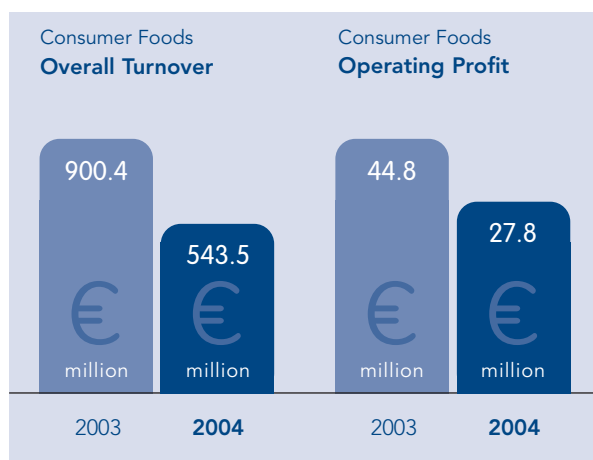 Consumer Foods
Overall Turnover
900.4
€
million
543.5
€
million
2003
2004
Consumer Foods
Operating Profit
44.8
€
million
27.8
€
million
2003
2004